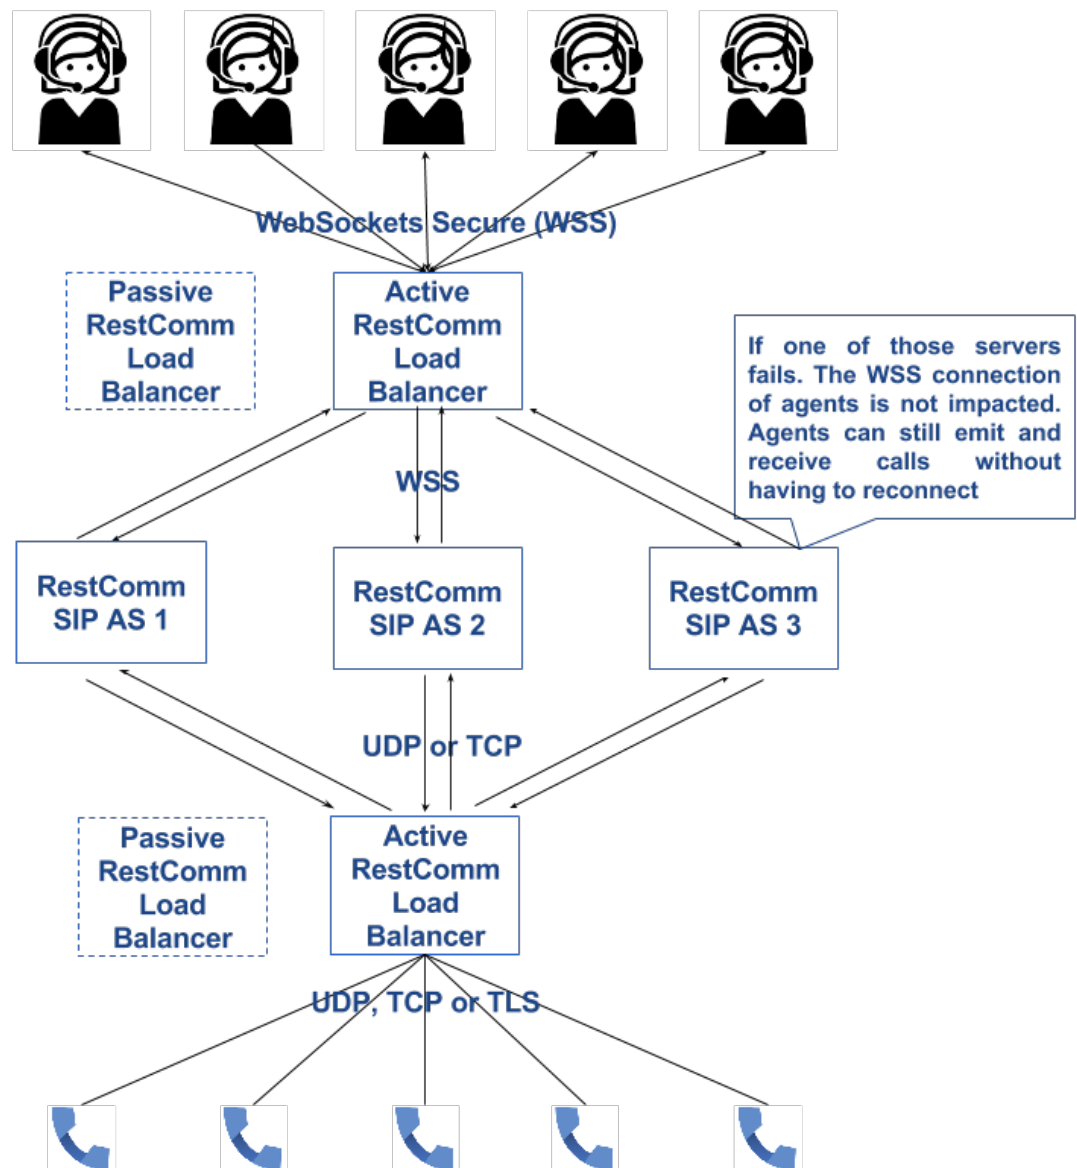 WebSockets Secure (WSS)
Passive
RestComm
Load
Balancer
Active
RestComm
Load
Balancer
If one of those servers
fails. The WSS connection
of agents is not impacted.
Agents can still emit and
receive calls without
having to reconnect
WSS
RestComm
SIP AS 1
RestComm
SIP AS 2
RestComm
SIP AS 3
UDP or TCP
Passive
RestComm
Load
Balancer
Active
RestComm
Load
Balancer
UDP, TCP or TLS